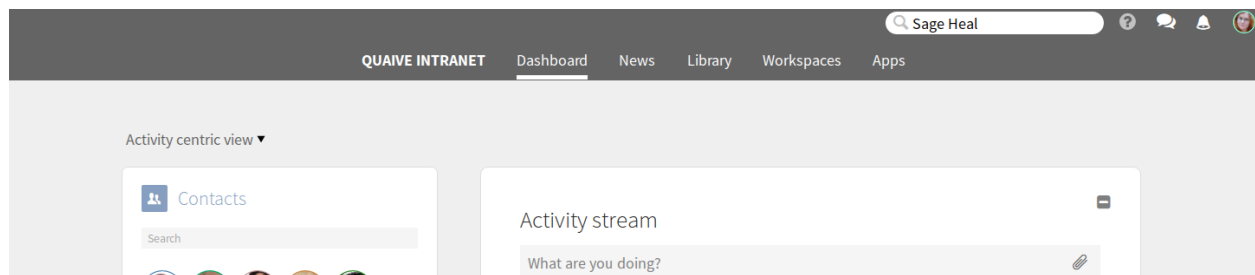 Sage Heal
QUAIVE INTRANET Dashboard News Library Workspaces Apps
Activity centric view
Contacts
Search
Activity stream
What are you doing?